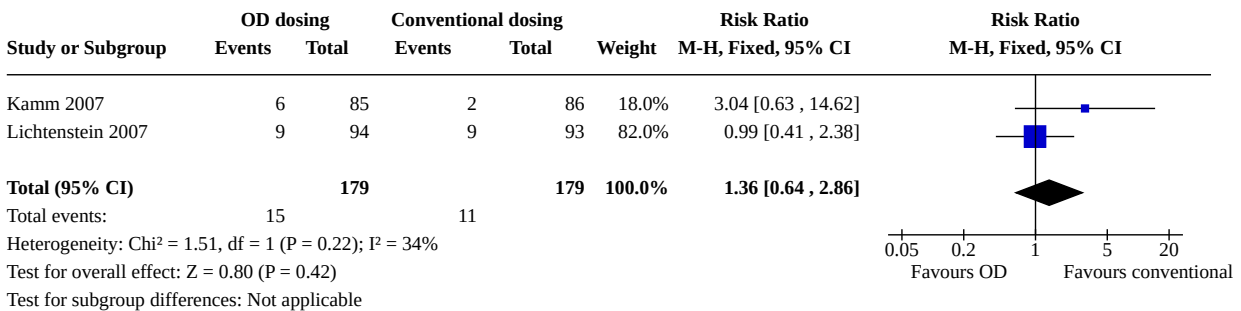 OD dosing Conventional dosing Risk Ratio Risk Ratio
Study or Subgroup Events Total Events Total Weight M-H, Fixed, 95% CI M-H, Fixed, 95% CI
Kamm 2007 6 85 2 86 18.0% 3.04 [0.63 , 14.62]
Lichtenstein 2007 9 94 9 93 82.0% 0.99 [0.41 , 2.38]
Total (95% CI) 179 179 100.0% 1.36 [0.64 , 2.86]
Total events: 15 11
Heterogeneity: Chi² = 1.51, df = 1 (P = 0.22); I² = 34%
0.05 0.2 1 5 20
Test for overall effect: Z = 0.80 (P = 0.42)
Favours OD Favours conventional
Test for subgroup differences: Not applicable